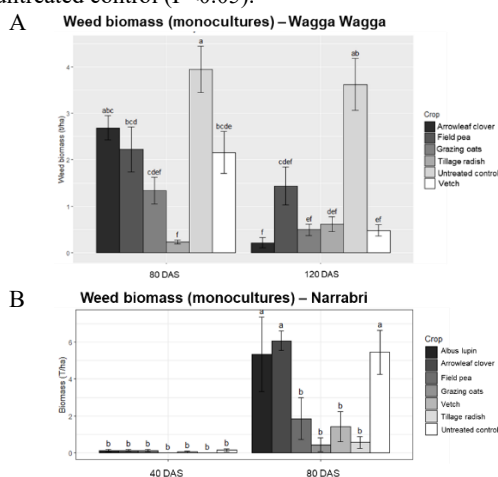 untreated control (P<0.05).
A
Weed biomass (monocultures) – Wagga Wagga
Weed biomass (t/ha)
4
3
2
1
0
abc
bcd
cdef
f
a
bcde
f
cdef
ef
def
ab
ef
80 DAS
120 DAS
Crop
Arrowleaf clover
Field pea
Grazing oats
Tillage radish
Untreated control
Vetch
B
Weed biomass (monocultures) – Narrabri
Biomass (T/ha)
6
4
2
0
b b b b b b b
a
a
b
b
b
b
a
40 DAS
80 DAS
Crop
Albus lupin
Arrowleaf clover
Field pea
Grazing oats
Vetch
Tillage radish
Untreated control